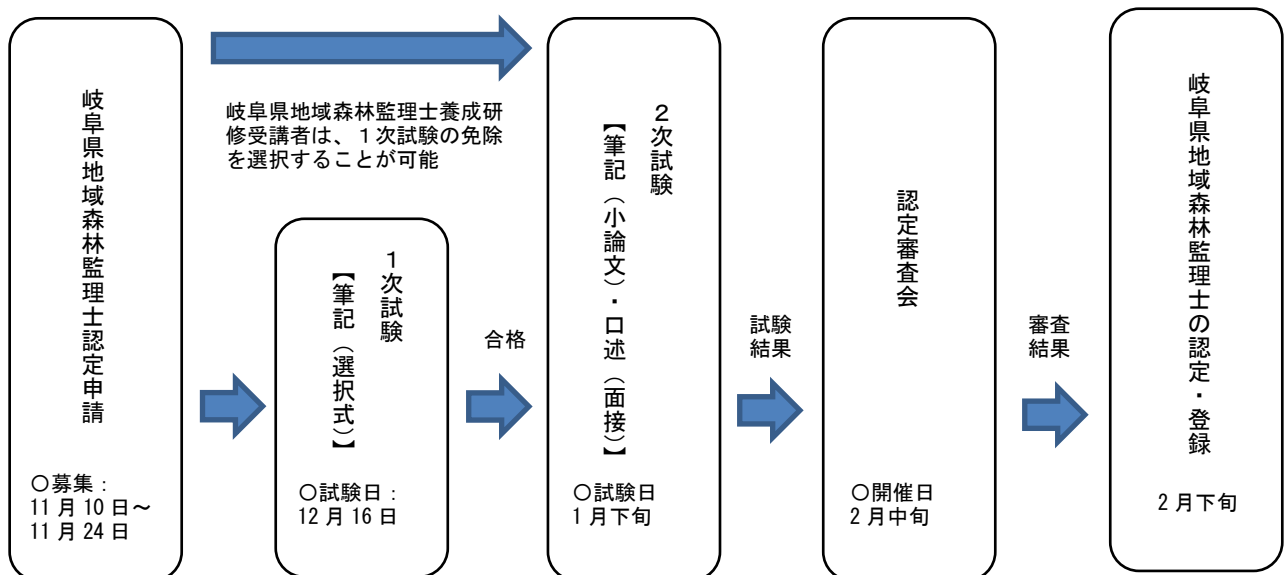 岐阜県地域森林監理士認定申請
○募集：
11月10日～
11月24日
岐阜県地域森林監理士養成研
修受講者は、１次試験の免除
を選択することが可能
１次試験
【筆記（選択式）】
○試験日：
12月16日
合格
２次試験
【筆記（小論文）・口述（面接）】
○試験日
1月下旬
試験
結果
認定審査会
○開催日
2月中旬
審査
結果
岐阜県地域森林監理士の認定・登録
2月下旬